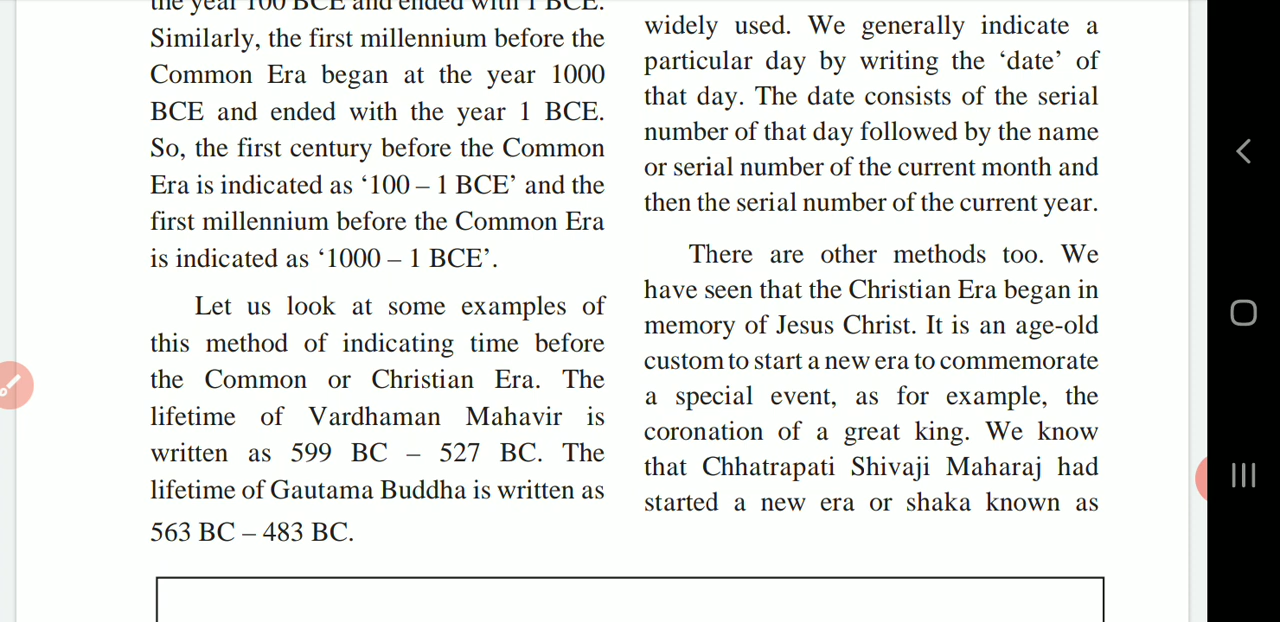 the year 100 BCE and ended with 1 BCE.
Similarly, the first millennium before the
Common Era began at the year 1000
BCE and ended with the year 1 BCE.
So, the first century before the Common
Era is indicated as ‘100 – 1 BCE’ and the
first millennium before the Common Era
is indicated as ‘1000 – 1 BCE’.
Let us look at some examples of
this method of indicating time before
the Common or Christian Era. The
lifetime of Vardhaman Mahavir is
written as 599 BC – 527 BC. The
lifetime of Gautama Buddha is written as
563 BC – 483 BC.
widely used. We generally indicate a
particular day by writing the ‘date’ of
that day. The date consists of the serial
number of that day followed by the name
or serial number of the current month and
then the serial number of the current year.
There are other methods too. We
have seen that the Christian Era began in
memory of Jesus Christ. It is an age-old
custom to start a new era to commemorate
a special event, as for example, the
coronation of a great king. We know
that Chhatrapati Shivaji Maharaj had
started a new era or shaka known as